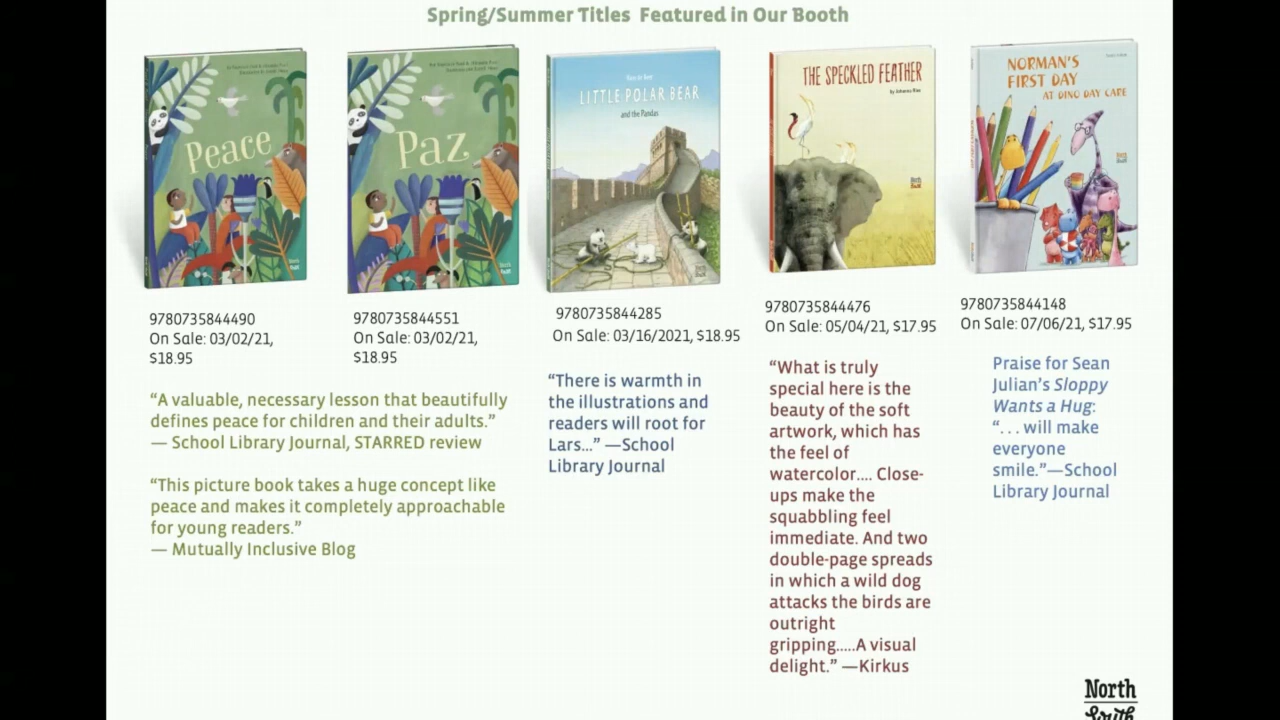 Spring/Summer Titles Featured in Our Booth
Peace
Paz
LITTLE POLAR BEAR
and the Pandas
THE SPECKLED FEATHER
NORMAN'S
FIRST DAY
AT DINO DAY CARE
9780735844490
On Sale: 03/02/21,
$18.95
9780735844551
On Sale: 03/02/21,
$18.95
9780735844285
On Sale: 03/16/2021, $18.95
9780735844476
On Sale: 05/04/21, $17.95
9780735844148
On Sale: 07/06/21, $17.95
“A valuable, necessary lesson that beautifully
defines peace for children and their adults.”
— School Library Journal, STARRED review
“This picture book takes a huge concept like
peace and makes it completely approachable
for young readers.”
— Mutually Inclusive Blog
“There is warmth in
the illustrations and
readers will root for
Lars...” —School
Library Journal
“What is truly
special here is the
beauty of the soft
artwork, which has
the feel of
watercolor.... Close-
ups make the
squabbling feel
immediate. And two
double-page spreads
in which a wild dog
attacks the birds are
outright
gripping.....A visual
delight.” —Kirkus
Praise for Sean
Julian’s Sloppy
Wants a Hug:
“. . . will make
everyone
smile.”—School
Library Journal
North
South